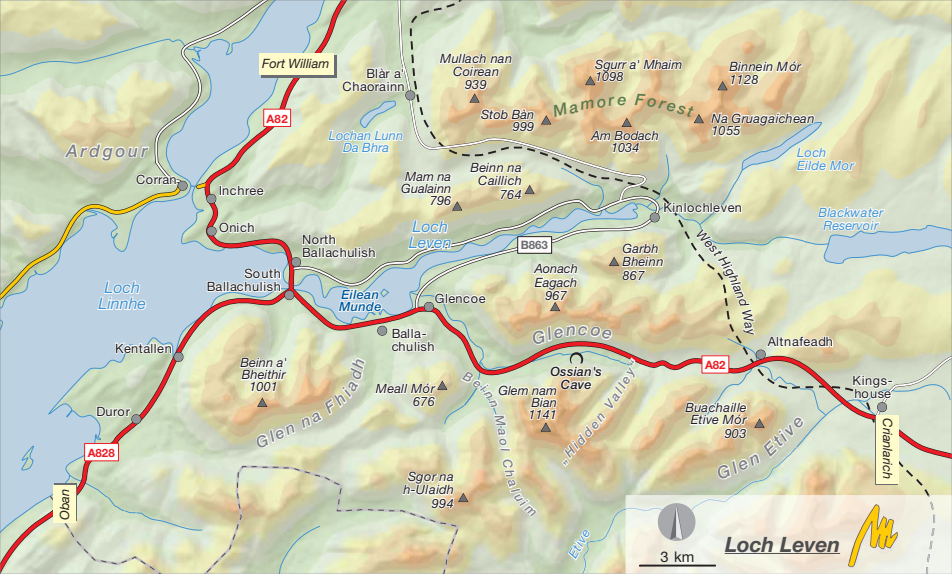 Fort William
Blàr a'
Chaorainn
Mullach nan
Coirean
939
Sgurr a' Mhaim
1098
Binnein Mór
1128
Mamore Forest
Stob Bàn
999
Am Bodach
1034
Na Gruagaichean
1055
A82
Lochan Lunn
Da Bhra
Ardgour
Corran
Inchree
Onich
Mam na
Gualainn
796
Beinn na
Caillich
764
Loch
Eilde Mor
Kinlochleven
Blackwater
Reservoir
Loch
Leven
B863
North
Ballachulish
South
Ballachulish
Loch
Linnhe
Eilean
Munde
Glencoe
Garbh
Bheinn
867
Aonach
Eagach
967
West Highland Way
Balla-
chulish
Glencoe
Altnafeadh
A82
Kentallen
Beinn a'
Bheithir
1001
Ossian's
Cave
Glen na Fhiadh
Meall Mór
676
Beinn Maol Chaluim
Glem nam
Bian
1141
„Hidden Valley"
Kings-
house
Buachaille
Etive Mór
903
Glen Etive
Crianlarich
Duror
A828
Oban
Sgor na
h-Ulaidh
994
Etive
3 km
Loch Leven